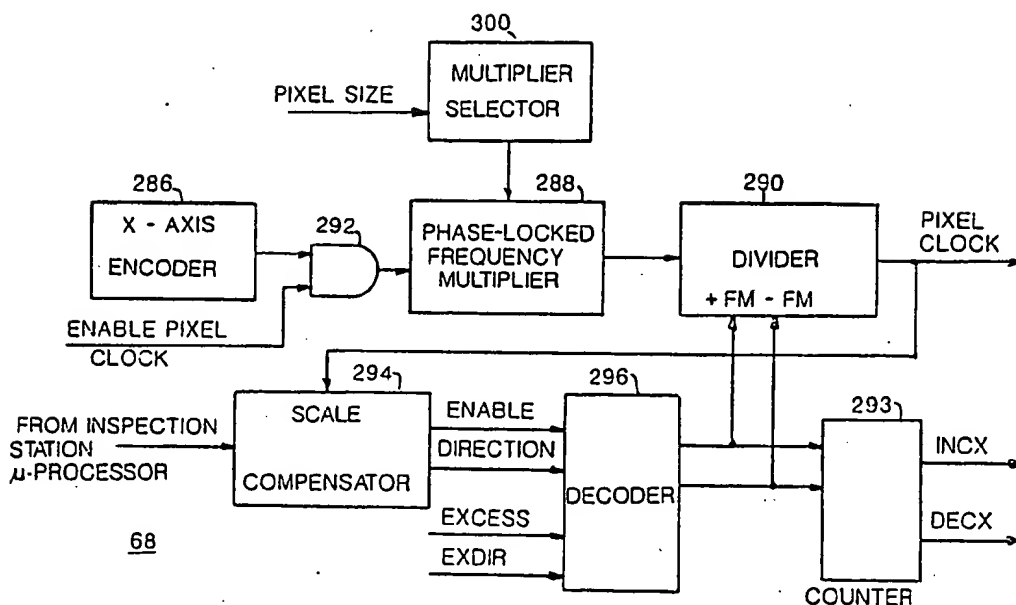 300
MULTIPLIER
SELECTOR
PIXEL SIZE
286
X - AXIS
ENCODER
292
288
PHASE-LOCKED
FREQUENCY
MULTIPLIER
290
DIVIDER
+ FM - FM
PIXEL
CLOCK
ENABLE PIXEL
CLOCK
294
SCALE
COMPENSATOR
FROM INSPECTION
STATION
μ-PROCESSOR
ENABLE
DIRECTION
EXCESS
EXDIR
296
DECODER
293
INCX
DECX
COUNTER
68